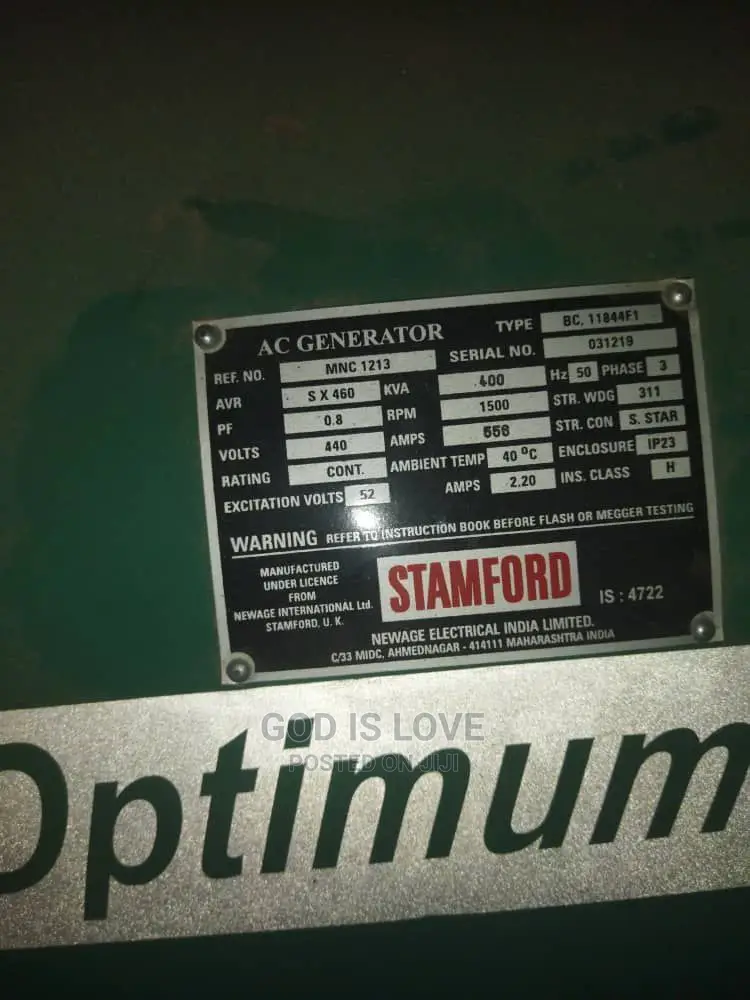 AC GENERATOR TYPE BC. 11844F1
REF. NO. MNC 1213 SERIAL NO. 031219
AVR S X 460 KVA 400 Hz 50 PHASE 3
PF 0.8 RPM 1500 STR. WDG 311
VOLTS 440 AMPS STR. CON S. STAR
RATING CONT. AMBIENT TEMP 40 °C ENCLOSURE IP23
EXCITATION VOLTS 52 AMPS 2.20 INS. CLASS H
WARNING REFER TO INSTRUCTION BOOK BEFORE FLASH OR MEGGER TESTING
MANUFACTURED
UNDER LICENCE
FROM
NEWAGE INTERNATIONAL Ltd.
STAMFORD, U. K.
STAMFORD
IS : 4722
NEWAGE ELECTRICAL INDIA LIMITED.
C/33 MIDC, AHMEDNAGAR - 414111 MAHARASHTRA INDIA
GOD IS LOVE
POSTED ON JIJI
Optimum